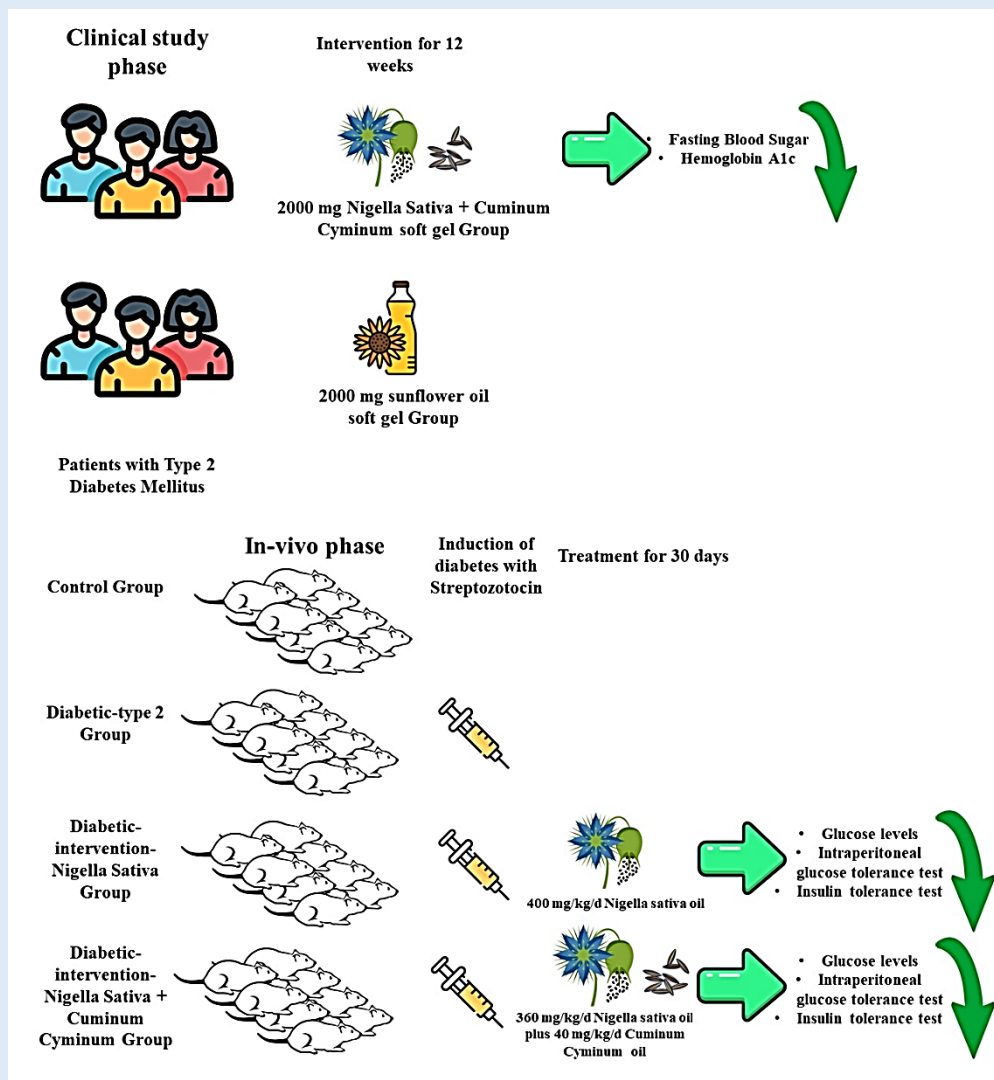 Clinical study
phase
Intervention for 12
weeks
2000 mg Nigella Sativa + Cuminum
Cyminum soft gel Group
• Fasting Blood Sugar
• Hemoglobin A1c
2000 mg sunflower oil
soft gel Group
Patients with Type 2
Diabetes Mellitus
In-vivo phase
Induction of
diabetes with
Streptozotocin
Treatment for 30 days
Control Group
Diabetic-type 2
Group
Diabetic-
intervention-
Nigella Sativa
Group
400 mg/kg/d Nigella sativa oil
• Glucose levels
• Intraperitoneal
glucose tolerance test
• Insulin tolerance test
Diabetic-
intervention-
Nigella Sativa +
Cuminum
Cyminum Group
360 mg/kg/d Nigella sativa oil
plus 40 mg/kg/d Cuminum
Cyminum oil
• Glucose levels
• Intraperitoneal
glucose tolerance test
• Insulin tolerance test